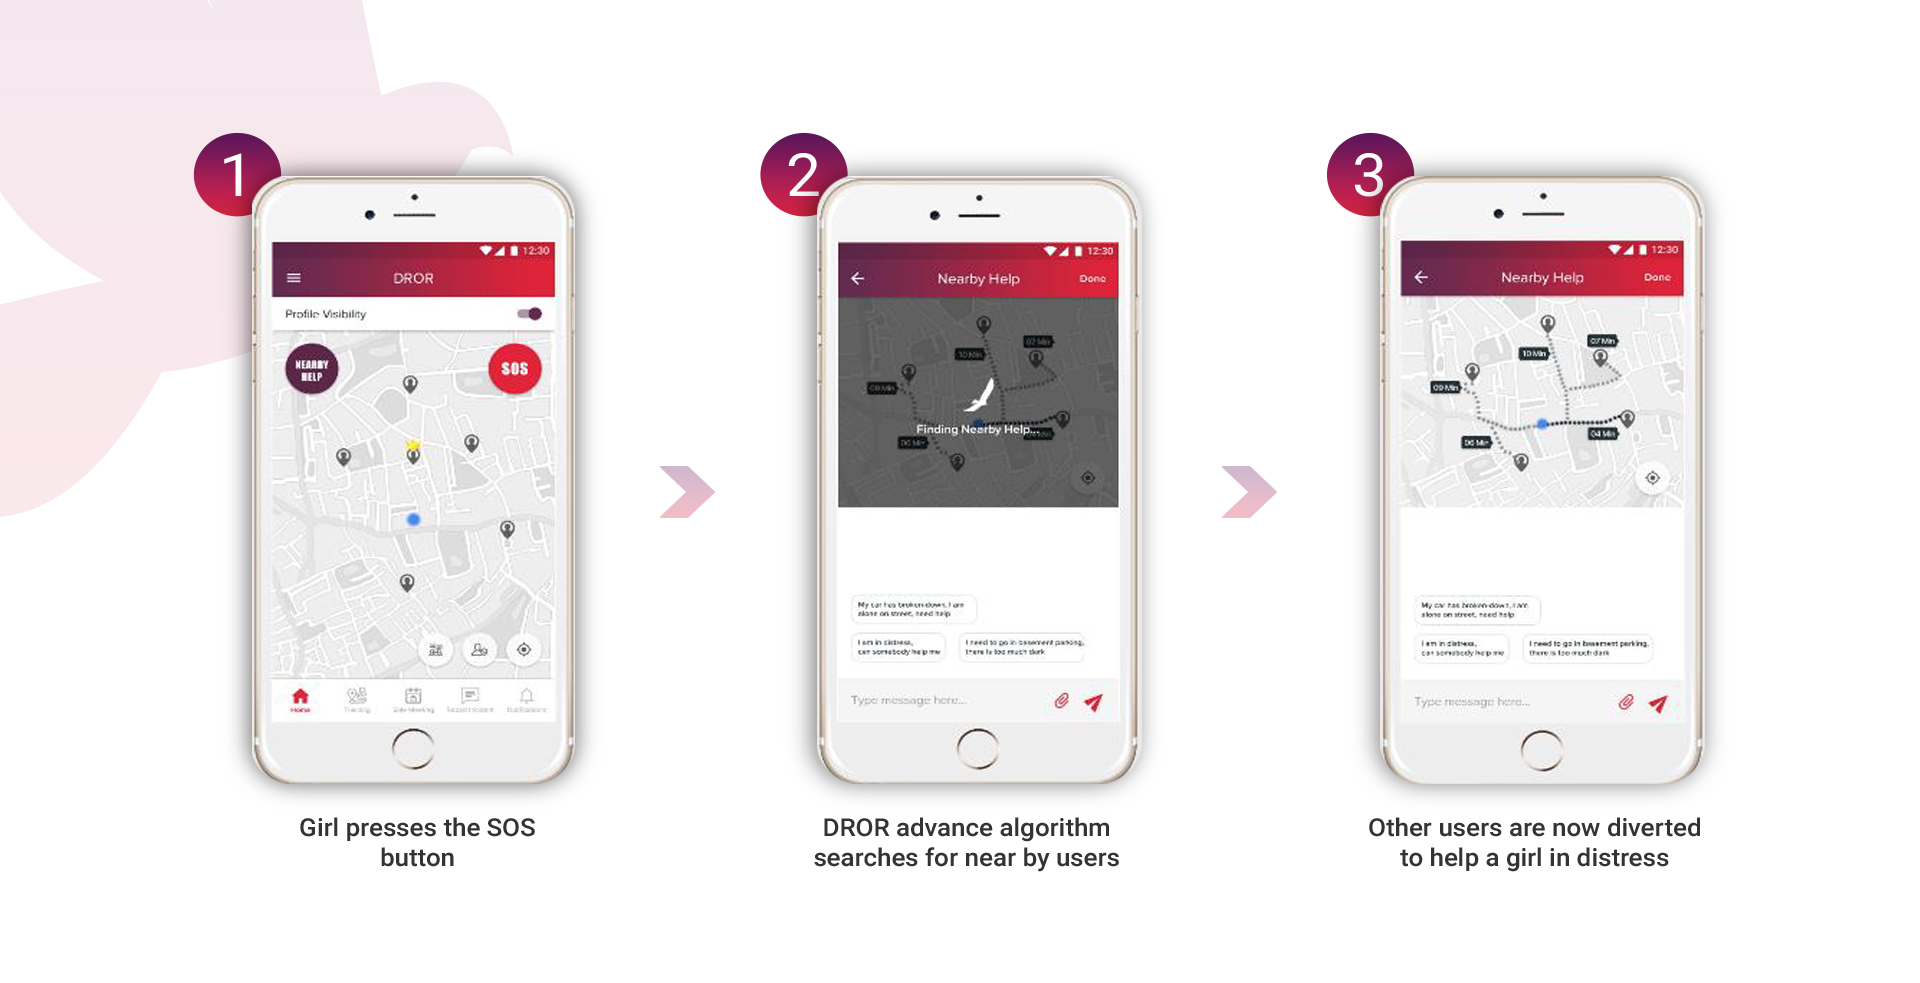 1
12:30
DROR
Profile Visibility
NEARBY
HELP
SOS
Home
Tracking
Notifications
Girl presses the SOS
button
2
12:30
Nearby Help
Done
10 Min
07 Min
09 Min
Finding Nearby Help...
06 Min
My car has broken-down, I am
alone on street, need help
I am in distress,
can somebody help me
I need to go in basement parking,
there is too much dark
Type message here...
DROR advance algorithm
searches for near by users
3
12:30
Nearby Help
Done
10 Min
07 Min
09 Min
04 Min
06 Min
My car has broken-down, I am
alone on street, need help
I am in distress,
can somebody help me
I need to go in basement parking,
there is too much dark
Type message here...
Other users are now diverted
to help a girl in distress